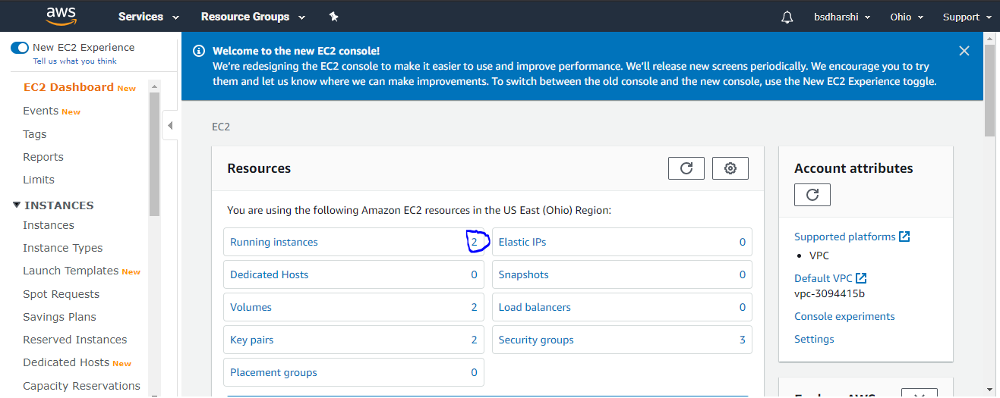 aws
Services
Resource Groups
bsdharshi
Ohio
Support
New EC2 Experience
Tell us what you think
EC2 Dashboard New
Events New
Tags
Reports
Limits
INSTANCES
Instances
Instance Types
Launch Templates New
Spot Requests
Savings Plans
Reserved Instances
Dedicated Hosts New
Capacity Reservations
Welcome to the new EC2 console!
We're redesigning the EC2 console to make it easier to use and improve performance. We'll release new screens periodically. We encourage you to try
them and let us know where we can make improvements. To switch between the old console and the new console, use the New EC2 Experience toggle.
EC2
Resources
You are using the following Amazon EC2 resources in the US East (Ohio) Region:
Running instances 2
Elastic IPs 0
Dedicated Hosts 0
Snapshots 0
Volumes 2
Load balancers 0
Key pairs 2
Security groups 3
Placement groups 0
Account attributes
Supported platforms
• VPC
Default VPC
vpc-3094415b
Console experiments
Settings